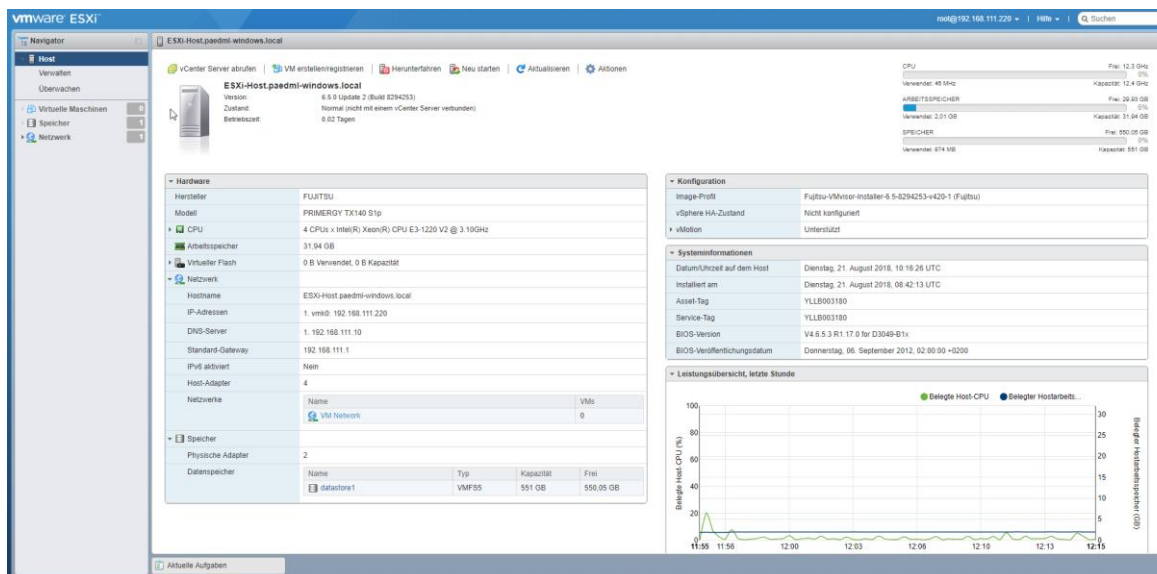 vmware ESXi
root@192.168.111.220 | Hilfe | Suchen
Navigator
Host
Verwalten
Überwachen
Virtuelle Maschinen 0
Speicher 1
Netzwerk 1
ESXi-Host.paedml-windows.local
vCenter Server abrufen | VM erstellen/registrieren | Herunterfahren Neu starten | Aktualisieren | Aktionen
ESXi-Host.paedml-windows.local
Version: 6.5.0 Update 2 (Build 8294253)
Zustand: Normal (nicht mit einem vCenter Server verbunden)
Betriebszeit: 0.02 Tagen
CPU Frei: 12,3 GHz
0%
Verwendet: 45 MHz Kapazität: 12,4 GHz
ARBEITSSPEICHER Frei: 29,93 GB
6%
Verwendet: 2,01 GB Kapazität: 31,94 GB
SPEICHER Frei: 550,05 GB
0%
Verwendet: 974 MB Kapazität: 551 GB
Hardware
Hersteller FUJITSU
Modell PRIMERGY TX140 S1p
CPU 4 CPUs x Intel(R) Xeon(R) CPU E3-1220 V2 @ 3.10GHz
Arbeitsspeicher 31,94 GB
Virtueller Flash 0 B Verwendet, 0 B Kapazität
Netzwerk
Hostname ESXi-Host.paedml-windows.local
IP-Adressen 1. vmk0: 192.168.111.220
DNS-Server 1. 192.168.111.10
Standard-Gateway 192.168.111.1
IPv6 aktiviert Nein
Host-Adapter 4
Netzwerke Name VMs
VM Network 0
Speicher
Physische Adapter 2
Datenspeicher Name Typ Kapazität Frei
datastore1 VMFS5 551 GB 550,05 GB
Konfiguration
Image-Profil Fujitsu-VMvisor-Installer-6.5-8294253-v420-1 (Fujitsu)
vSphere HA-Zustand Nicht konfiguriert
vMotion Unterstützt
Systeminformationen
Datum/Uhrzeit auf dem Host Dienstag, 21. August 2018, 10:16:26 UTC
Installiert am Dienstag, 21. August 2018, 08:42:13 UTC
Asset-Tag YLLB003180
Service-Tag YLLB003180
BIOS-Version V4.6.5.3 R1.17.0 for D3049-B1x
BIOS-Veröffentlichungsdatum Donnerstag, 06. September 2012, 02:00:00 +0200
Leistungsübersicht, letzte Stunde
Belegte Host-CPU Belegter Hostarbeits...
Belegte Host-CPU (%)
100
80
60
40
20
0
Belegter Hostarbeitsspeicher (GB)
30
25
20
15
10
5
0
11:55 11:56 12:00 12:03 12:06 12:10 12:13 12:15
Aktuelle Aufgaben